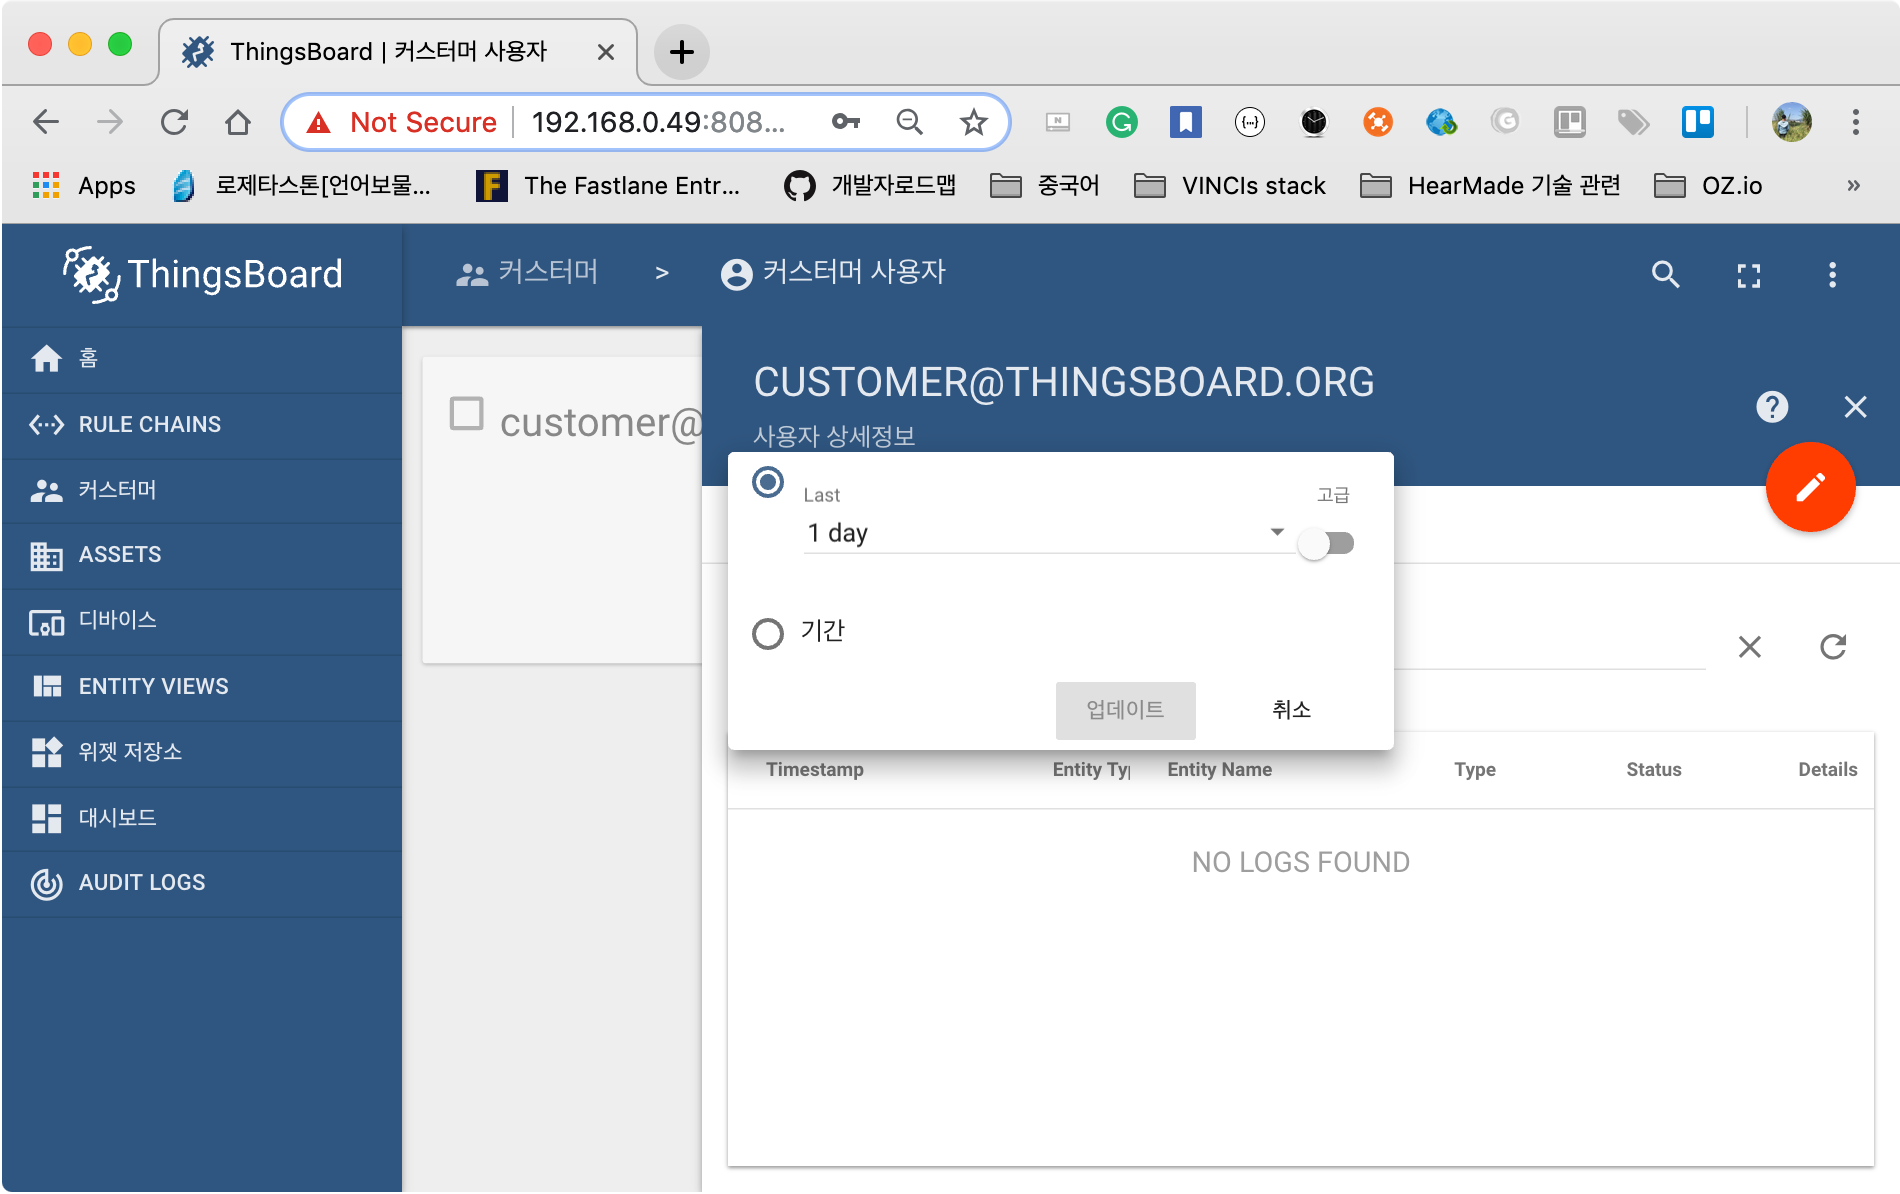 ThingsBoard | 커스터머 사용자
Not Secure 192.168.0.49:808...
Apps 로제타스톤[언어보물... The Fastlane Entr... 개발자로드맵 중국어 VINCIs stack HearMade 기술 관련 OZ.io »
ThingsBoard
커스터머 > 커스터머 사용자
홈
RULE CHAINS
커스터머
ASSETS
디바이스
ENTITY VIEWS
위젯 저장소
대시보드
AUDIT LOGS
customer@
CUSTOMER@THINGSBOARD.ORG
사용자 상세정보
Last 고급
1 day
기간
업데이트 취소
Timestamp Entity Typ Entity Name Type Status Details
NO LOGS FOUND